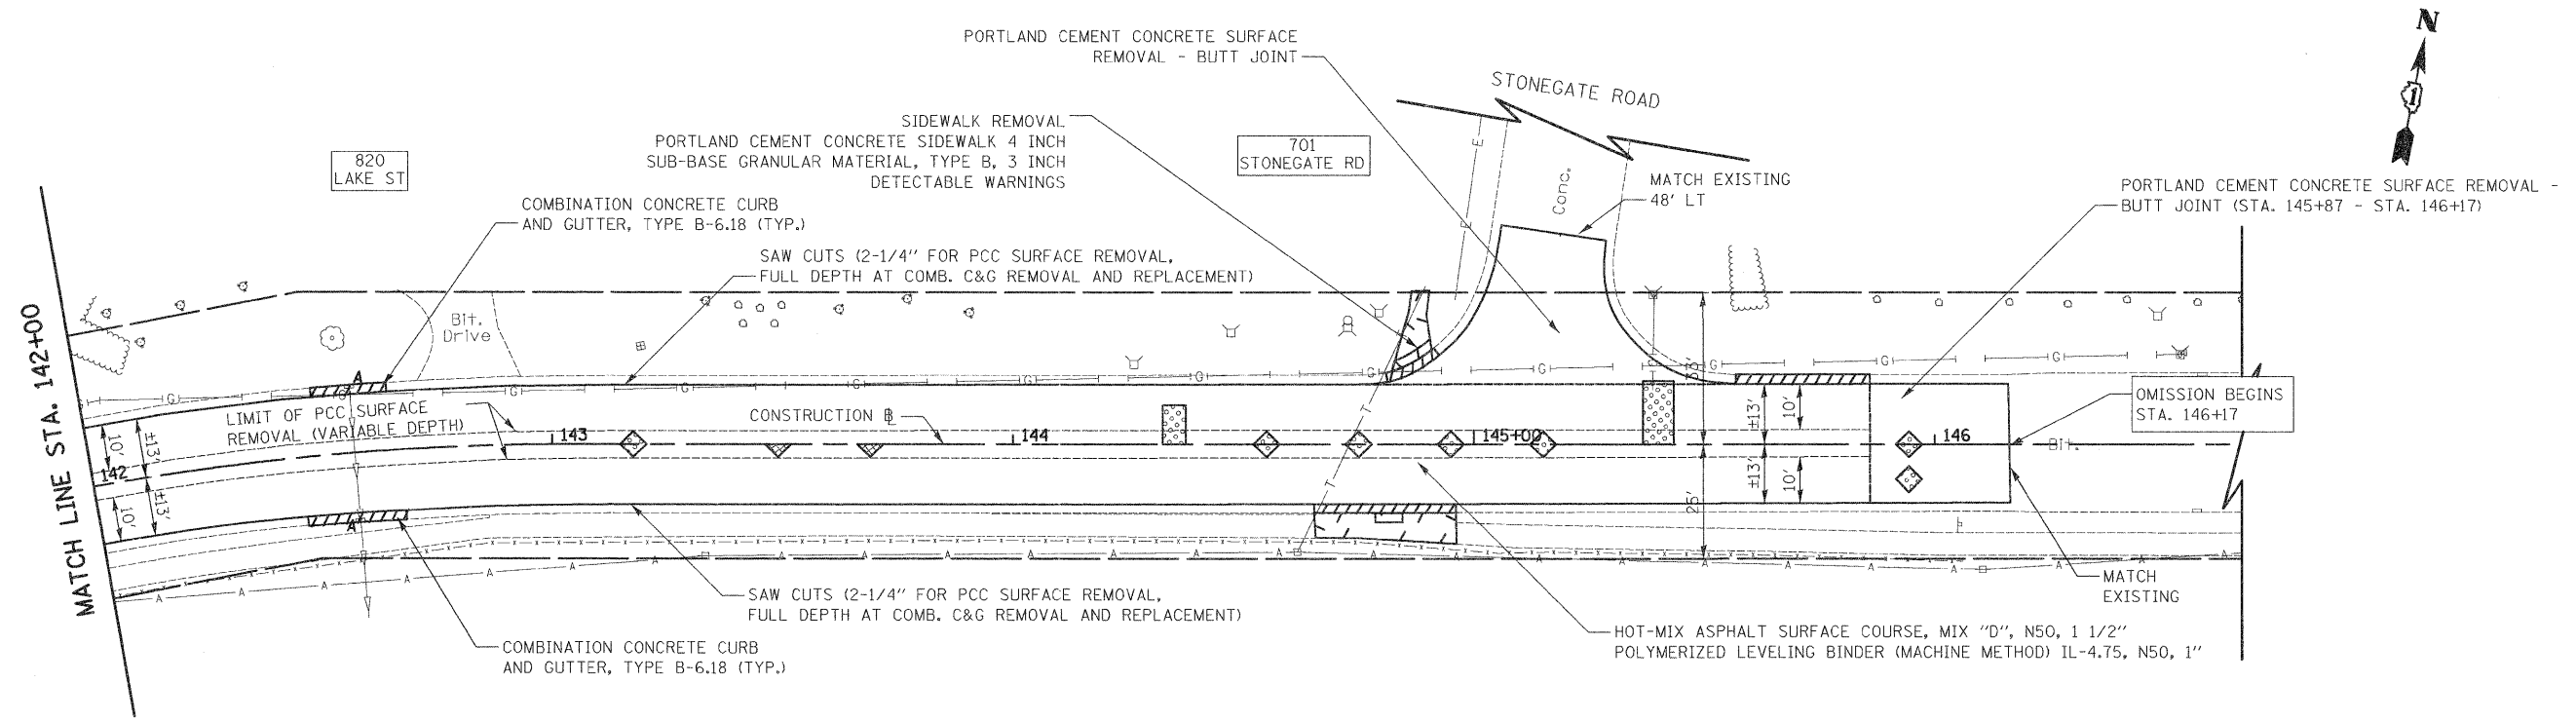 N
1
PORTLAND CEMENT CONCRETE SURFACE
REMOVAL - BUTT JOINT
STONEGATE ROAD
SIDEWALK REMOVAL
PORTLAND CEMENT CONCRETE SIDEWALK 4 INCH
SUB-BASE GRANULAR MATERIAL, TYPE B, 3 INCH
DETECTABLE WARNINGS
820
LAKE ST
701
STONEGATE RD
E
E
Conc.
MATCH EXISTING
48' LT
PORTLAND CEMENT CONCRETE SURFACE REMOVAL -
BUTT JOINT (STA. 145+87 - STA. 146+17)
COMBINATION CONCRETE CURB
AND GUTTER, TYPE B-6.18 (TYP.)
SAW CUTS (2-1/4" FOR PCC SURFACE REMOVAL,
FULL DEPTH AT COMB. C&G REMOVAL AND REPLACEMENT)
MATCH LINE STA. 142+00
Bit.
Drive
A
G G G G G G G G G G G
LIMIT OF PCC SURFACE
REMOVAL (VARIABLE DEPTH)
CONSTRUCTION ℄
OMISSION BEGINS
STA. 146+17
10'
±13'
142
143
144
145+00
146
Bit.
±13'
10'
10'
±13'
±13'
10'
25'
T
T
A
A A A A A A A A A A A A A A A A A A
MATCH
EXISTING
SAW CUTS (2-1/4" FOR PCC SURFACE REMOVAL,
FULL DEPTH AT COMB. C&G REMOVAL AND REPLACEMENT)
COMBINATION CONCRETE CURB
AND GUTTER, TYPE B-6.18 (TYP.)
HOT-MIX ASPHALT SURFACE COURSE, MIX "D", N50, 1 1/2"
POLYMERIZED LEVELING BINDER (MACHINE METHOD) IL-4.75, N50, 1"